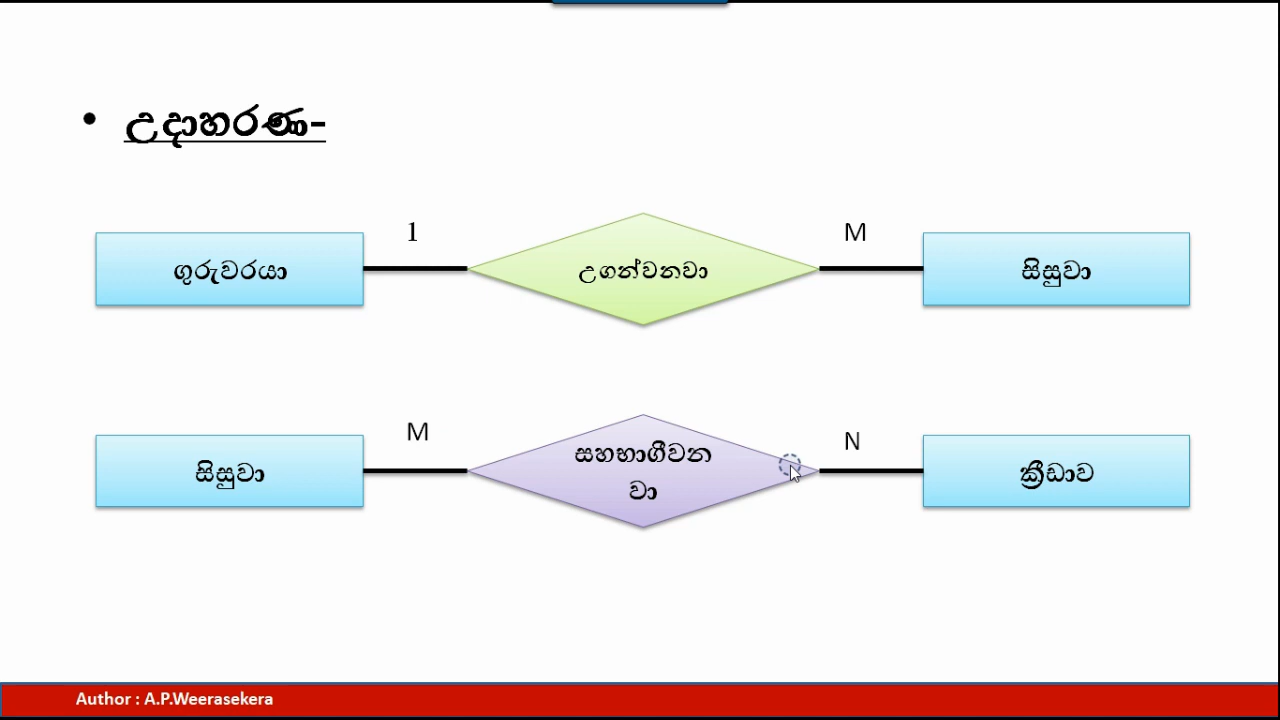 • උදාහරණ-
ගුරුවරයා
1
උගන්වනවා
M
සිසුවා
සිසුවා
M
සහභාගීවන
වා
N
ක්‍රීඩාව
Author : A.P.Weerasekera